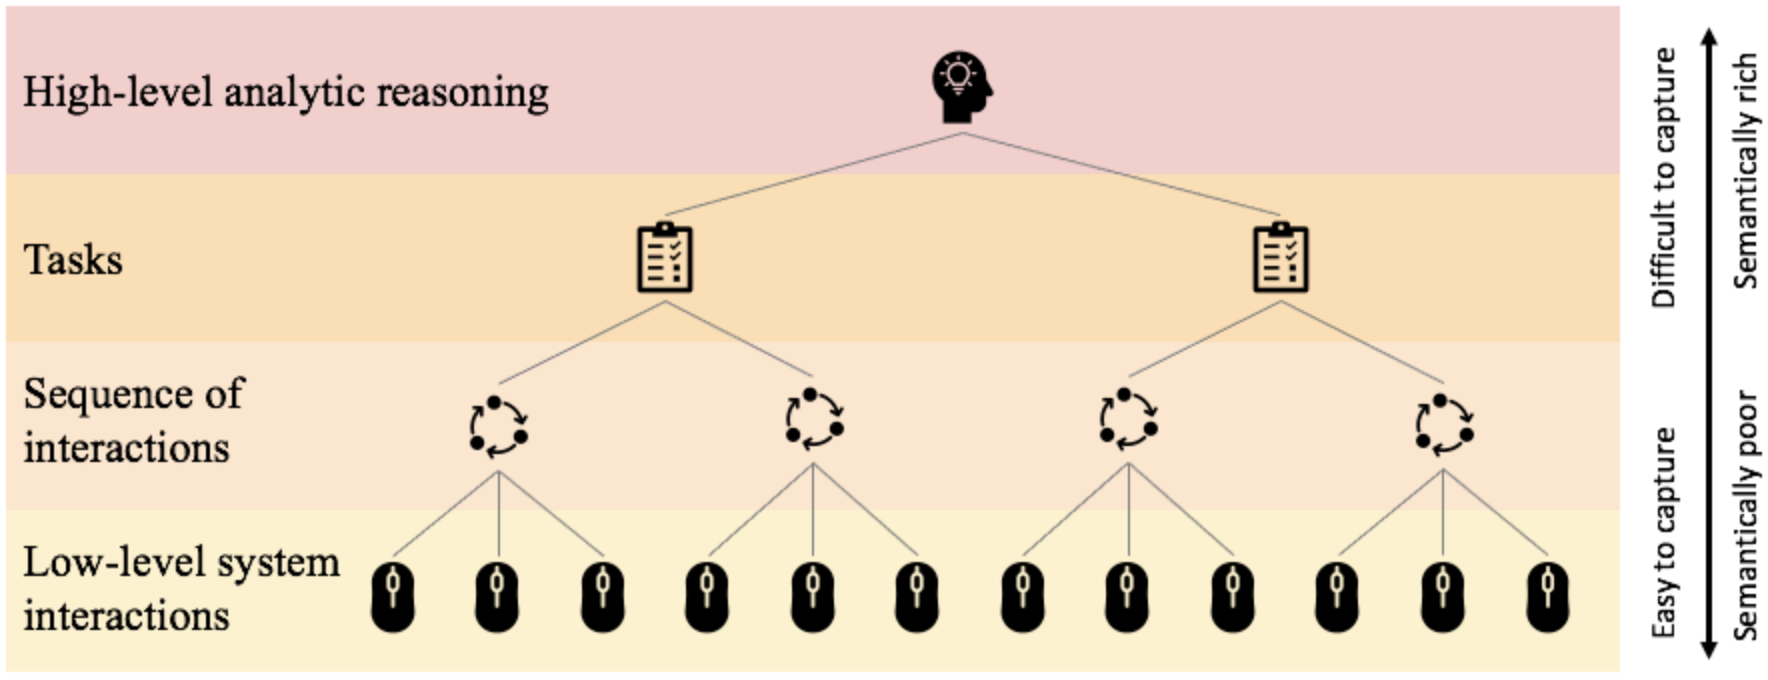 High-level analytic reasoning
Tasks
Sequence of
interactions
Low-level system
interactions
Difficult to capture
Semantically rich
Easy to capture
Semantically poor